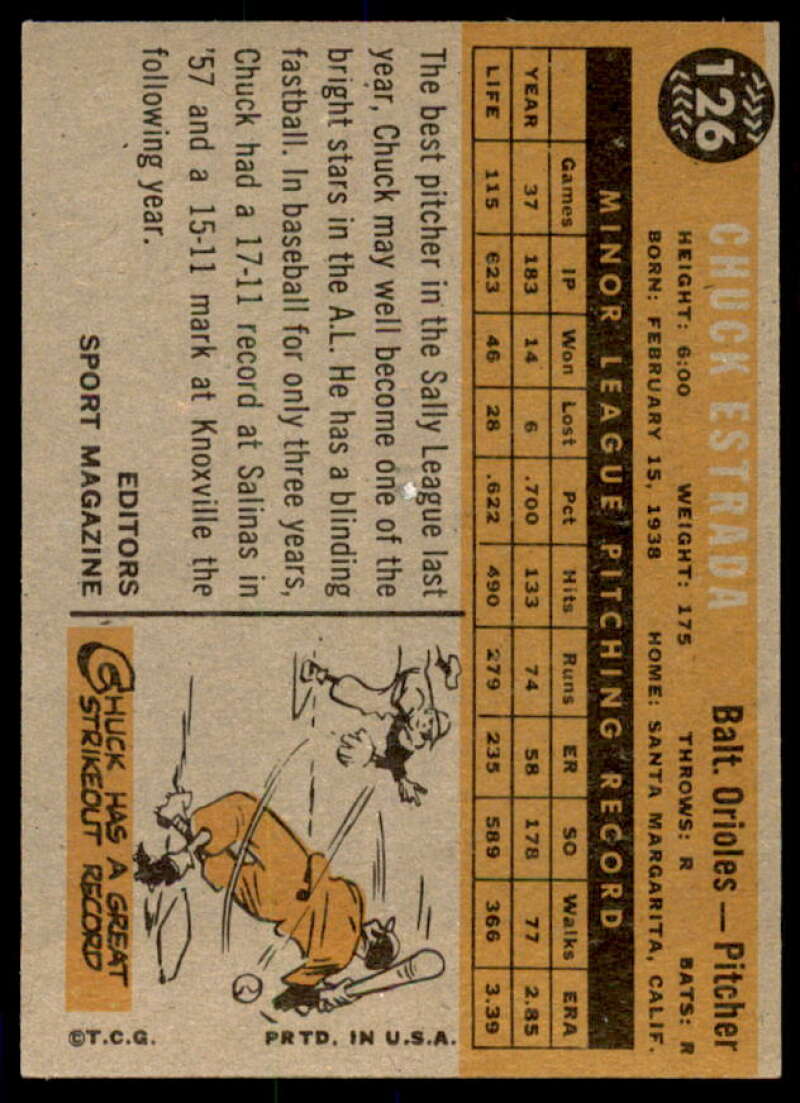 126
CHUCK ESTRADA Balt. Orioles — Pitcher
HEIGHT: 6:00 WEIGHT: 175 THROWS: R BATS: R
BORN: FEBRUARY 15, 1938 HOME: SANTA MARGARITA, CALIF.
MINOR LEAGUE PITCHING RECORD
Games IP Won Lost Pct Hits Runs ER SO Walks ERA
YEAR 37 183 14 6 .700 133 74 58 178 77 2.85
LIFE 115 623 46 28 .622 490 279 235 589 366 3.39
The best pitcher in the Sally League last
year, Chuck may well become one of the
bright stars in the A.L. He has a blinding
fastball. In baseball for only three years,
Chuck had a 17-11 record at Salinas in
'57 and a 15-11 mark at Knoxville the
following year.
EDITORS
SPORT MAGAZINE
CHUCK HAS A GREAT
STRIKEOUT RECORD
©T.C.G. PRTD. IN U.S.A.